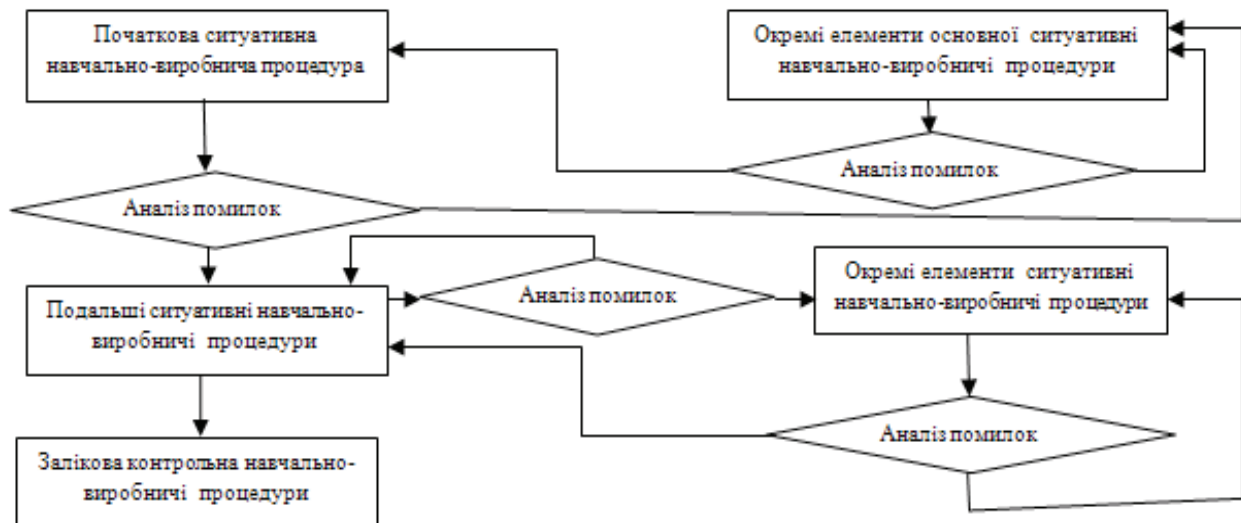 Початкова ситуативна
навчально-виробнича процедура
Окремі елементи основної ситуативні
навчально-виробничі процедури
Аналіз помилок
Аналіз помилок
Подальші ситуативні навчально-
виробничі процедури
Аналіз помилок
Окремі елементи ситуативні
навчально-виробничі процедури
Аналіз помилок
Залікова контрольна навчально-
виробничі процедури